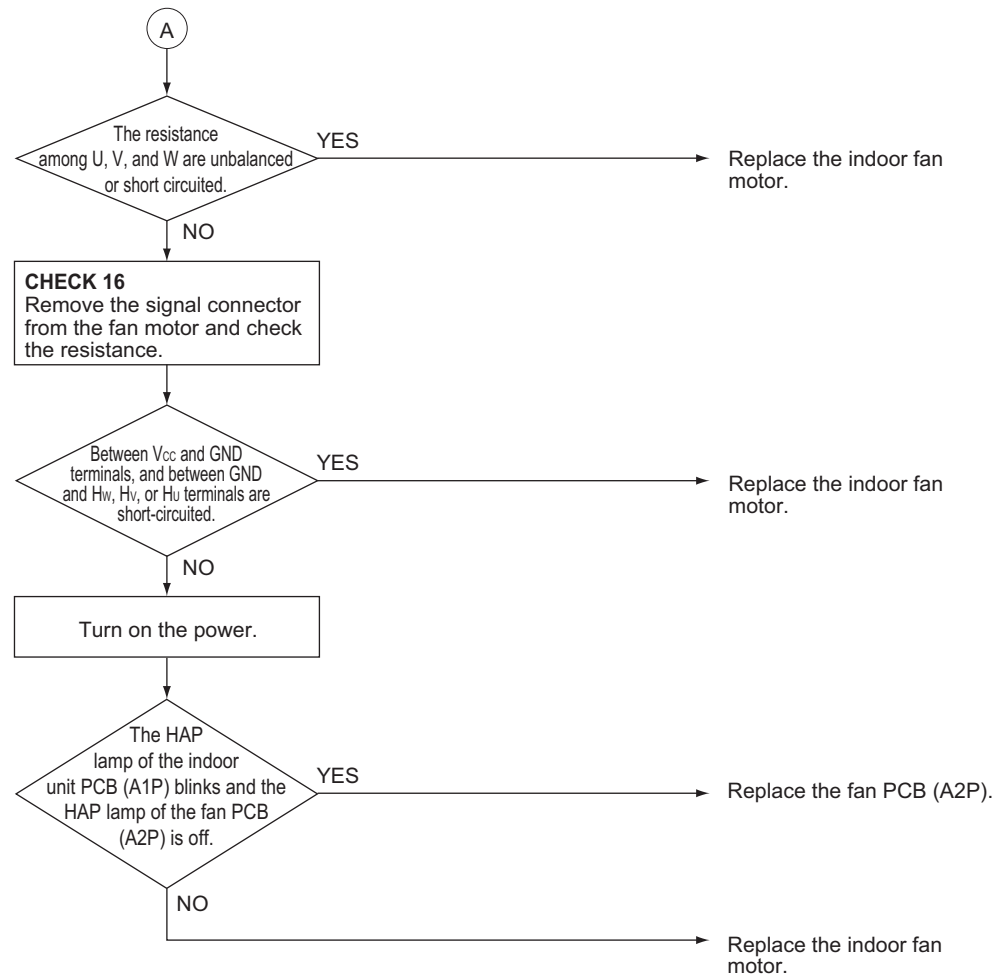 A
The resistance
among U, V, and W are unbalanced
or short circuited.
YES
Replace the indoor fan
motor.
NO
CHECK 16
Remove the signal connector
from the fan motor and check
the resistance.
Between Vcc and GND
terminals, and between GND
and Hw, Hv, or Hu terminals are
short-circuited.
YES
Replace the indoor fan
motor.
NO
Turn on the power.
The HAP
lamp of the indoor
unit PCB (A1P) blinks and the
HAP lamp of the fan PCB
(A2P) is off.
YES
Replace the fan PCB (A2P).
NO
Replace the indoor fan
motor.